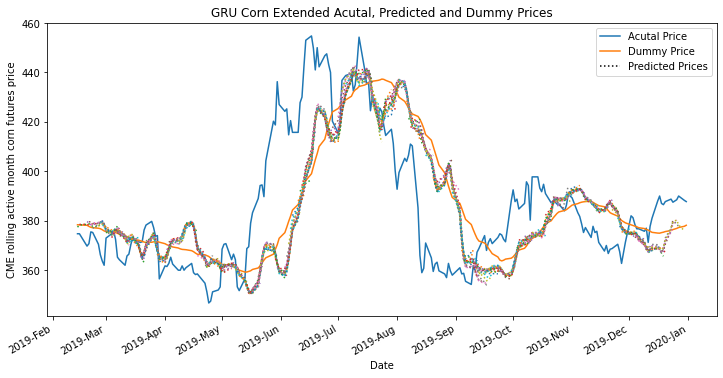 GRU Corn Extended Acutal, Predicted and Dummy Prices
CME rolling active month corn futures price
460
440
420
400
380
360
Acutal Price
Dummy Price
Predicted Prices
2019-Feb
2019-Mar
2019-Apr
2019-May
2019-Jun
2019-Jul
2019-Aug
2019-Sep
2019-Oct
2019-Nov
2019-Dec
2020-Jan
Date